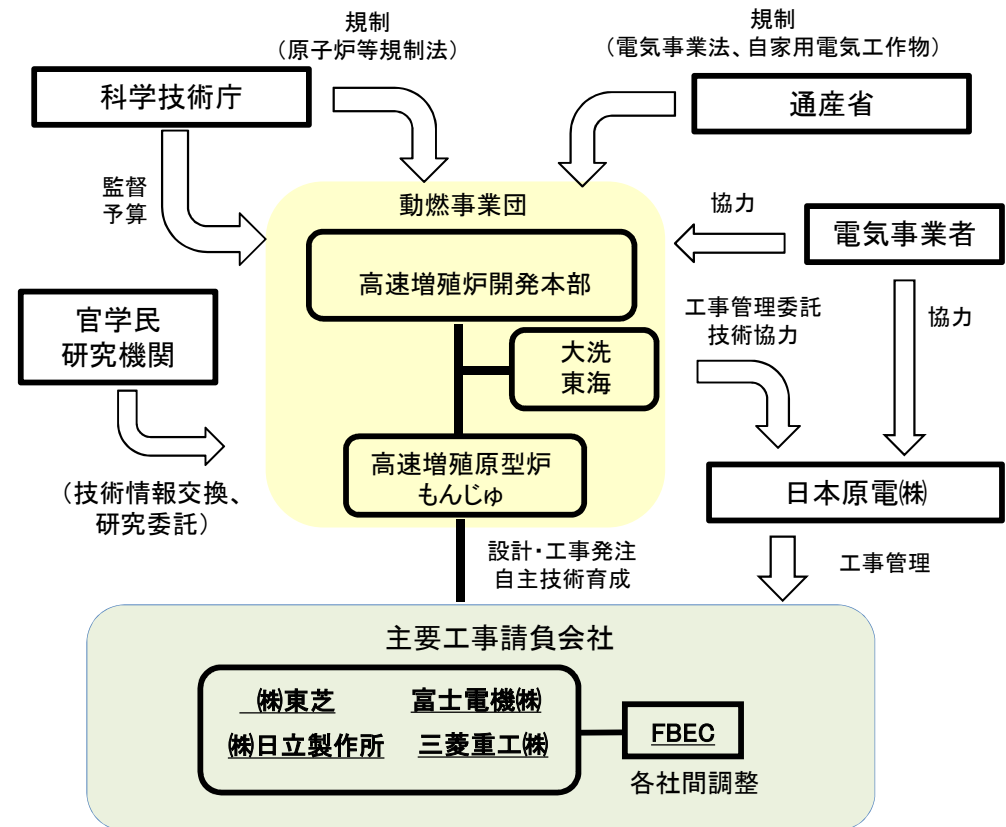 規制
（原子炉等規制法）
規制
（電気事業法、自家用電気工作物）
科学技術庁
通産省
監督
予算
動燃事業団
協力
電気事業者
高速増殖炉開発本部
官学民
研究機関
大洗
東海
工事管理委託
技術協力
協力
高速増殖原型炉
もんじゅ
（技術情報交換、
研究委託）
日本原電㈱
設計・工事発注
自主技術育成
工事管理
主要工事請負会社
㈱東芝
富士電機㈱
㈱日立製作所
三菱重工㈱
FBEC
各社間調整